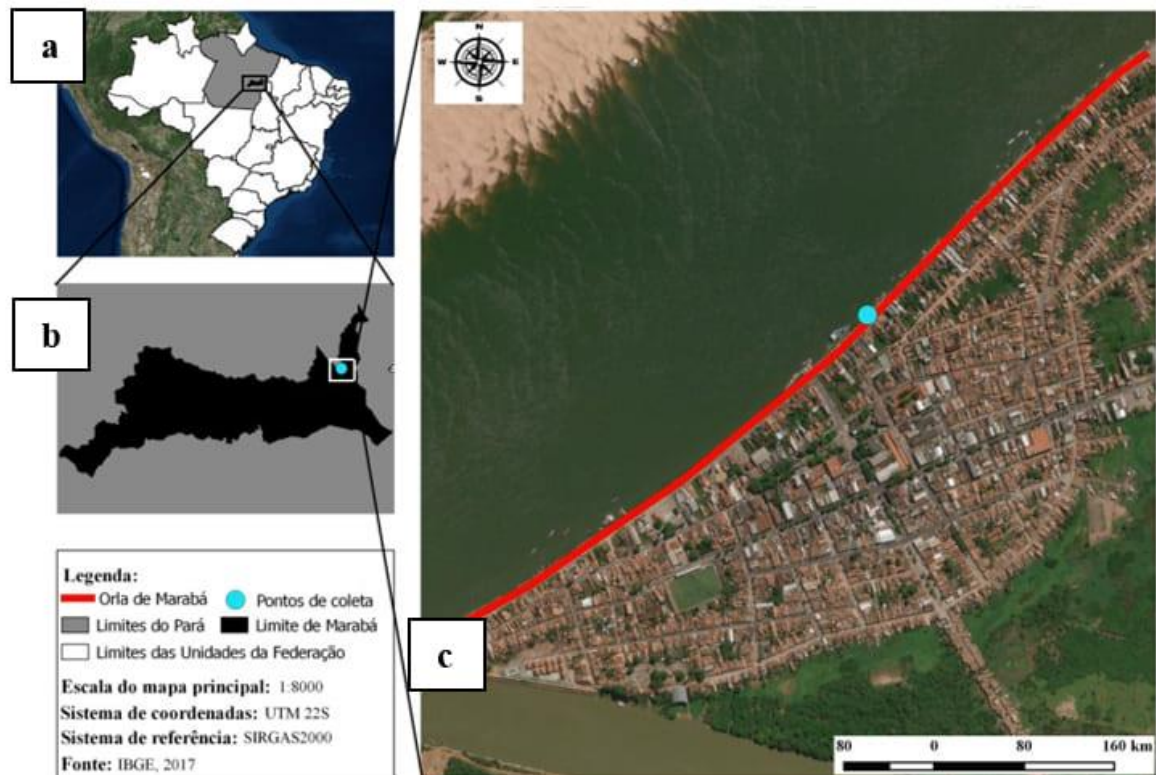 a
N
W E
S
b
c
Legenda:
Orla de Marabá Pontos de coleta
Limites do Pará Limite de Marabá
Limites das Unidades da Federação
Escala do mapa principal: 1:8000
Sistema de coordenadas: UTM 22S
Sistema de referência: SIRGAS2000
Fonte: IBGE, 2017
80 0 80 160 km